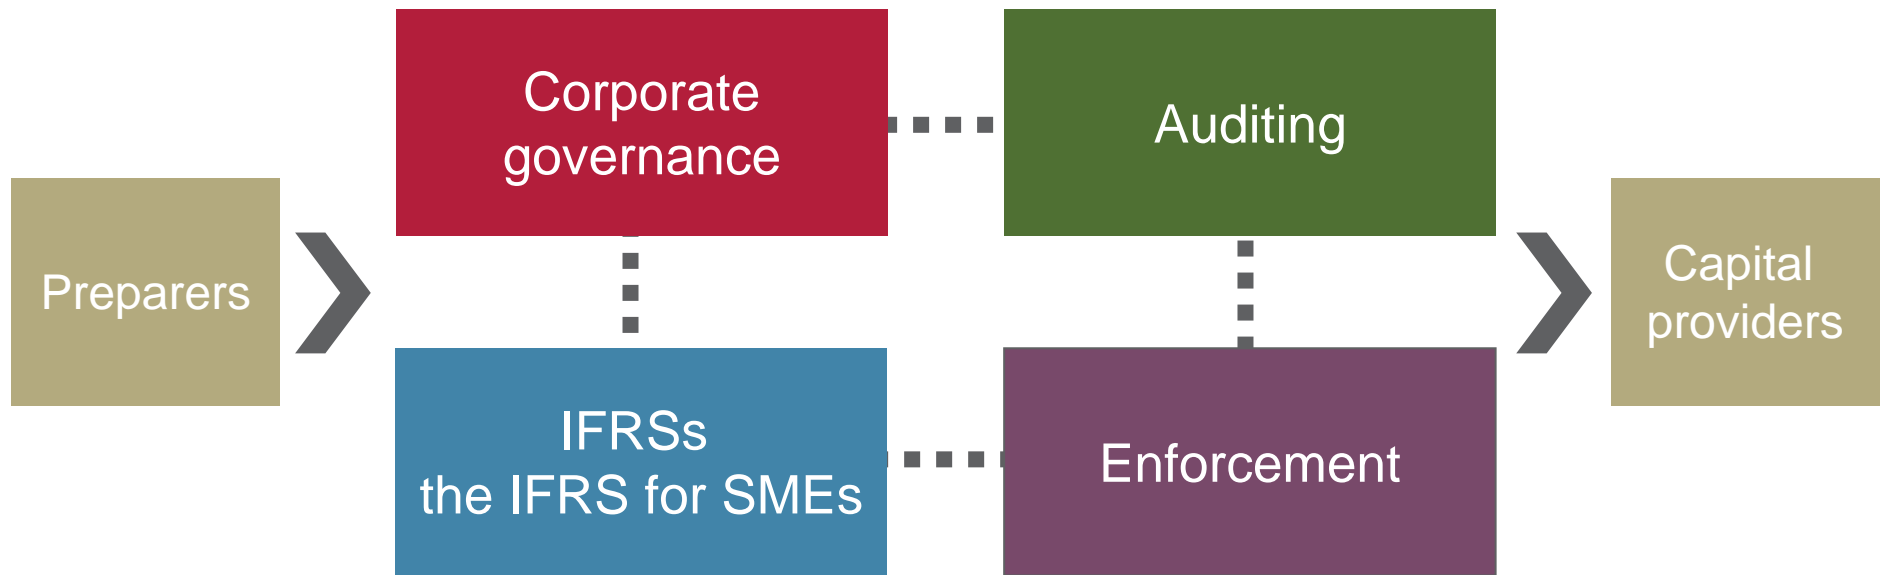 Preparers
Corporate
governance
Auditing
IFRSs
the IFRS for SMEs
Enforcement
Capital
providers